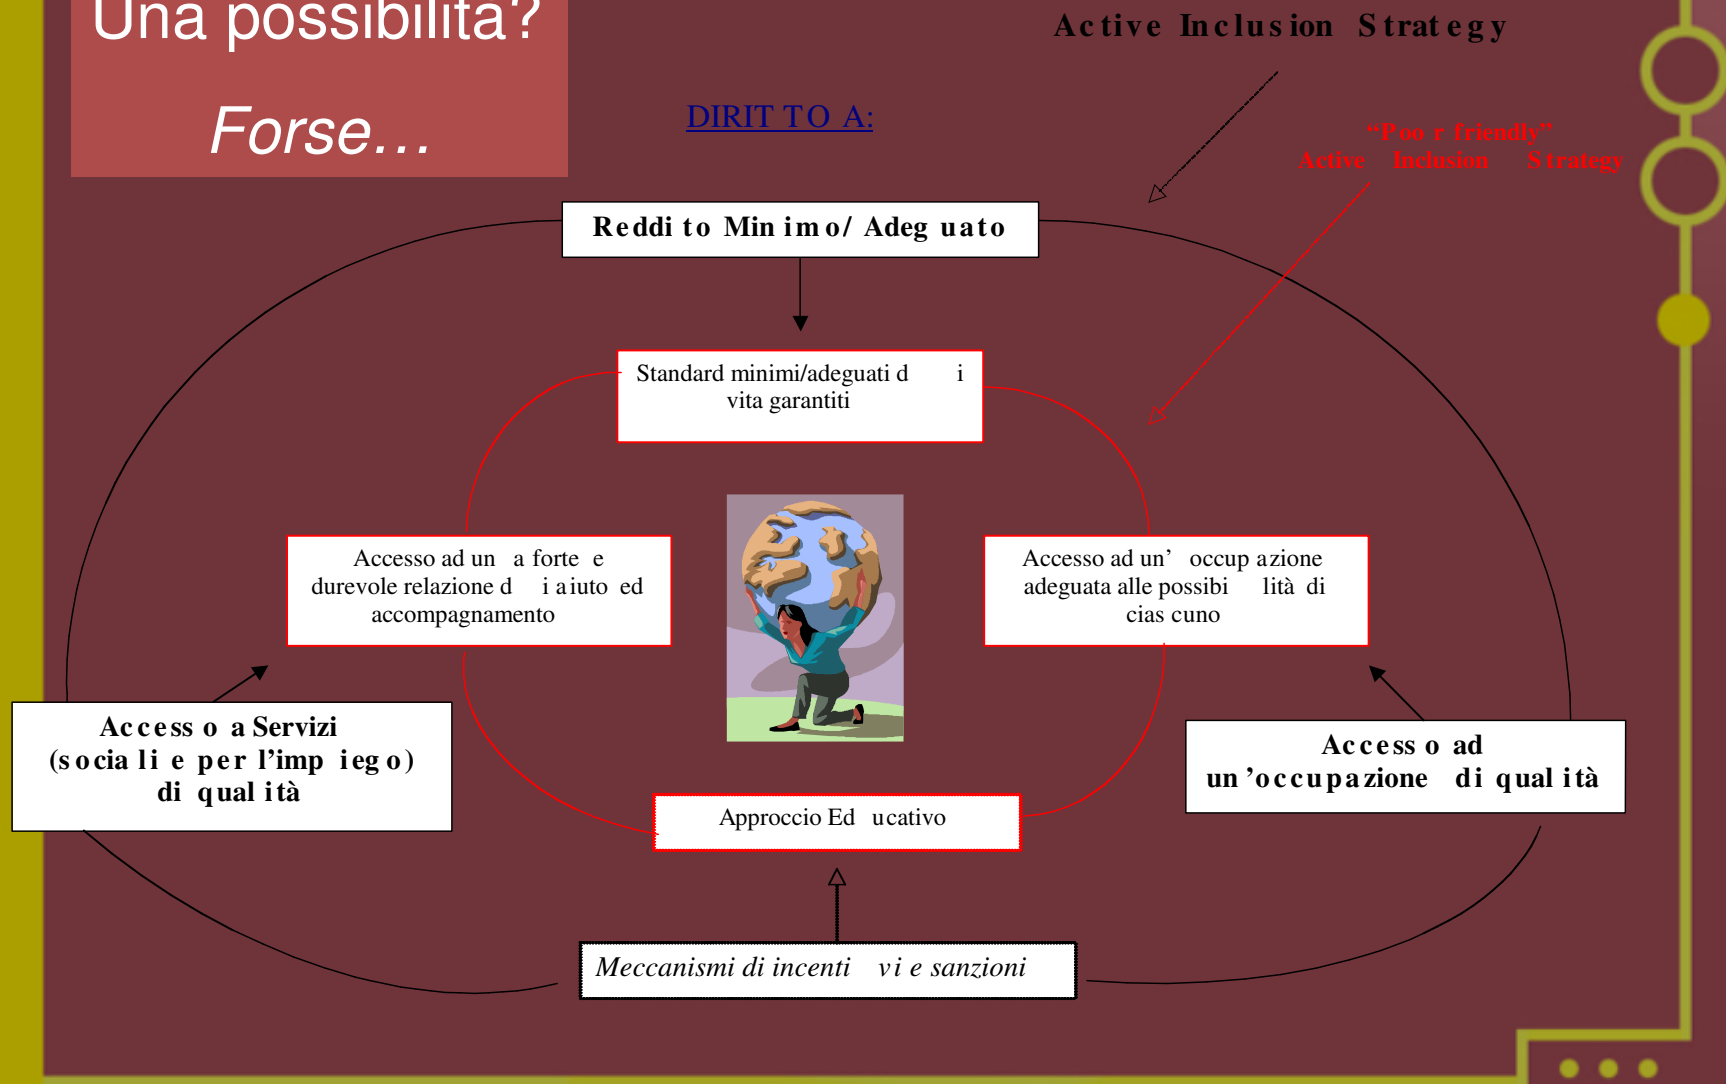 Una possibilità?
Forse…
Active Inclusion Strategy
DIRITTO A:
“Poor friendly”
Active Inclusion Strategy
Reddito Minimo/ Adeguato
Standard minimi/adeguati di
vita garantiti
Accesso ad una forte e
durevole relazione di aiuto ed
accompagnamento
Accesso ad un’occupazione
adeguata alle possibilità di
ciascuno
Accesso a Servizi
(sociali e per l’impiego)
di qualità
Accesso ad
un’occupazione di qualità
Approccio Educativo
Meccanismi di incentivi e sanzioni